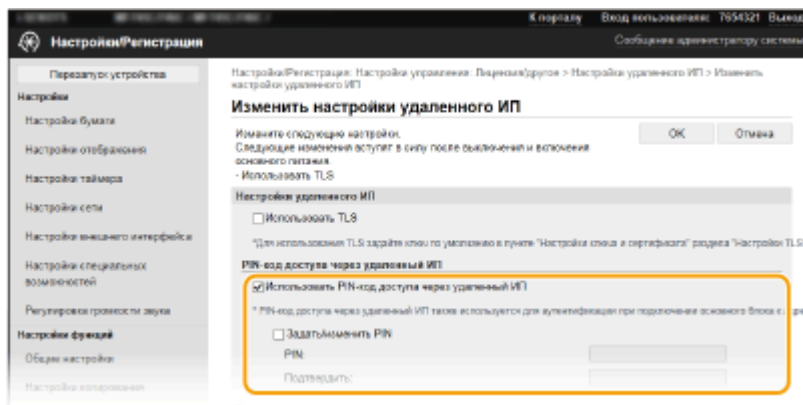 К порталу Вход пользователя: 7654321 Выход
Настройки/Регистрация
Сообщение администратору системы
Перезапуск устройства
Настройки
Настройки бумаги
Настройки отображения
Настройки таймера
Настройки сети
Настройки внешнего интерфейса
Настройки специальных
возможностей
Регулировка громкости звука
Настройки функций
Общие настройки
Настройки копирования
Настройки/Регистрация: Настройки управления: Лицензия/другое > Настройки удаленного ИП > Изменить
настройки удаленного ИП
Изменить настройки удаленного ИП
Измените следующие настройки.
Следующие изменения вступят в силу после выключения и включения
основного питания.
- Использовать TLS
OK Отмена
Настройки удаленного ИП
Использовать TLS
*Для использования TLS задайте ключ по умолчанию в пункте "Настройки ключа и сертификата" раздела "Настройки TLS
PIN-код доступа через удаленный ИП
Использовать PIN-код доступа через удаленный ИП
* PIN-код доступа через удаленный ИП также используется для аутентификации при подключении основного блока с
Задать/изменить PIN
PIN:
Подтвердить: